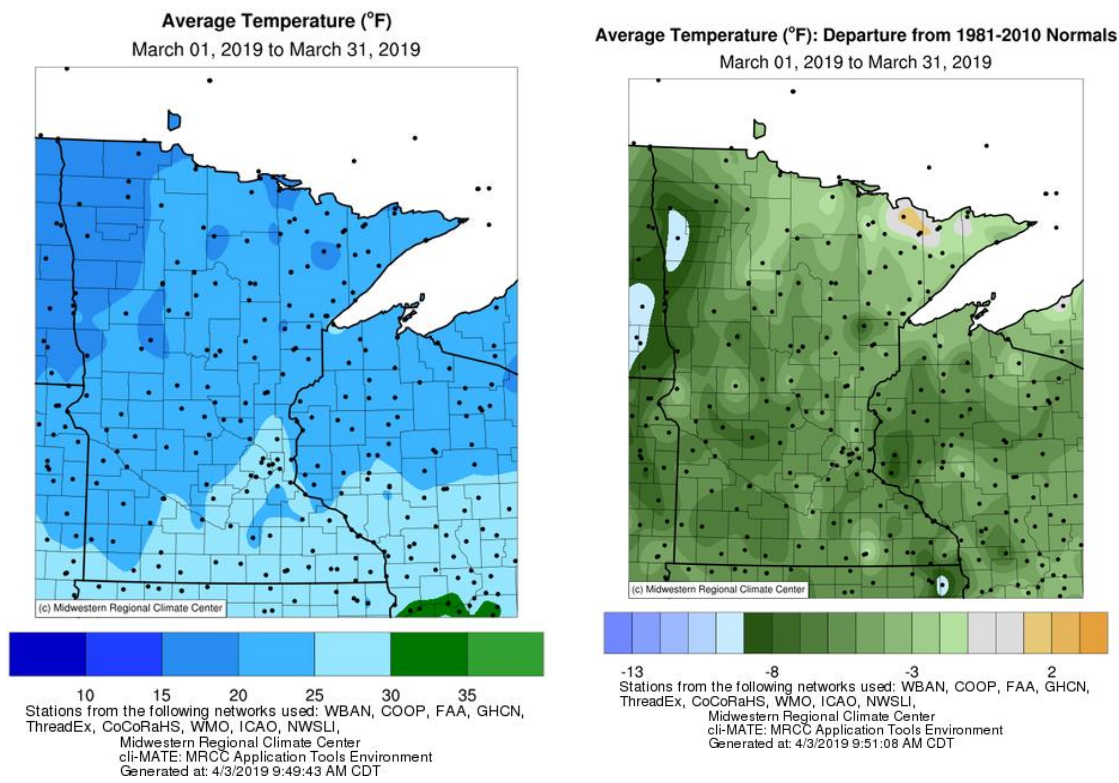 Average Temperature (°F)
March 01, 2019 to March 31, 2019
(c) Midwestern Regional Climate Center
10 15 20 25 30 35
Stations from the following networks used: WBAN, COOP, FAA, GHCN,
ThreadEx, CoCoRaHS, WMO, ICAO, NWSLI,
Midwestern Regional Climate Center
cli-MATE: MRCC Application Tools Environment
Generated at: 4/3/2019 9:49:43 AM CDT
Average Temperature (°F): Departure from 1981-2010 Normals
March 01, 2019 to March 31, 2019
(c) Midwestern Regional Climate Center
-13 -8 -3 2
Stations from the following networks used: WBAN, COOP, FAA, GHCN,
ThreadEx, CoCoRaHS, WMO, ICAO, NWSLI,
Midwestern Regional Climate Center
cli-MATE: MRCC Application Tools Environment
Generated at: 4/3/2019 9:51:08 AM CDT